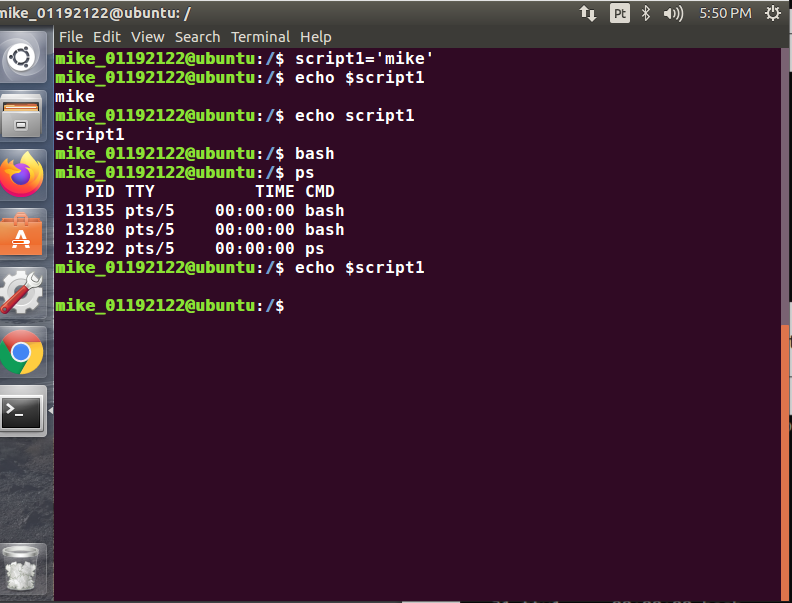 mike_01192122@ubuntu: /
Pt
5:50 PM
File Edit View Search Terminal Help
mike_01192122@ubuntu:/$ script1='mike'
mike_01192122@ubuntu:/$ echo $script1
mike
mike_01192122@ubuntu:/$ echo script1
script1
mike_01192122@ubuntu:/$ bash
mike_01192122@ubuntu:/$ ps
   PID TTY          TIME CMD
 13135 pts/5    00:00:00 bash
 13280 pts/5    00:00:00 bash
 13292 pts/5    00:00:00 ps
mike_01192122@ubuntu:/$ echo $script1
mike_01192122@ubuntu:/$